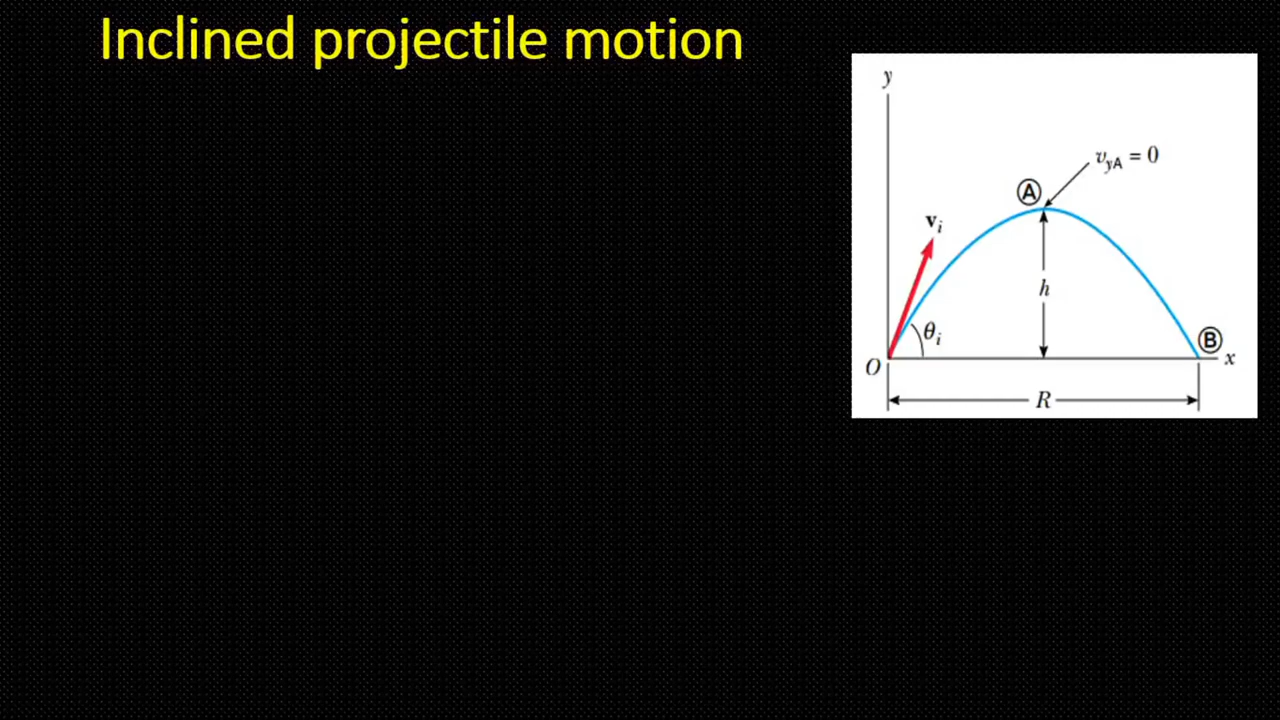 Inclined projectile motion
y
v_yA = 0
Ⓐ
v_i
h
θ_i
Ⓑ
O
x
R